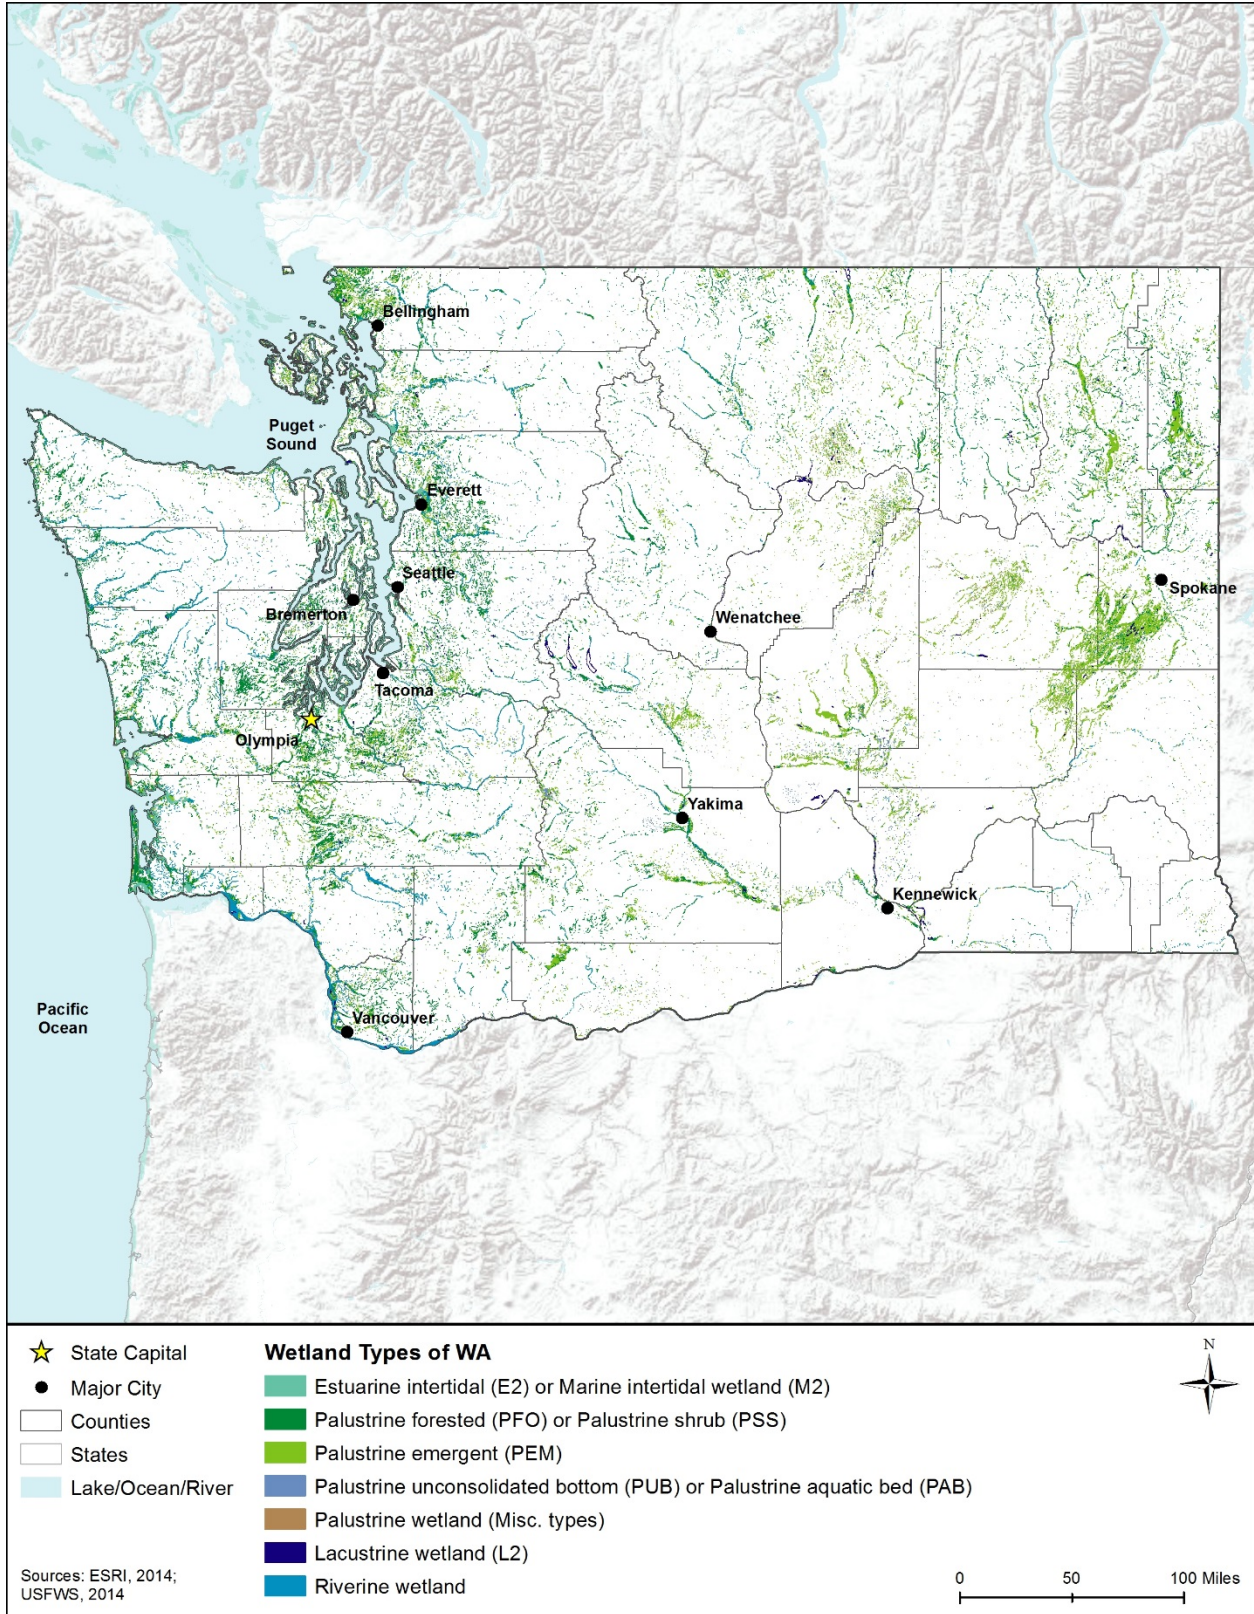 Bellingham
Puget
Sound
Everett
Seattle
Bremerton
Spokane
Wenatchee
Tacoma
Olympia
Yakima
Kennewick
Pacific
Ocean
Vancouver
State Capital
Major City
Counties
States
Lake/Ocean/River
Sources: ESRI, 2014;
USFWS, 2014
Wetland Types of WA
Estuarine intertidal (E2) or Marine intertidal wetland (M2)
Palustrine forested (PFO) or Palustrine shrub (PSS)
Palustrine emergent (PEM)
Palustrine unconsolidated bottom (PUB) or Palustrine aquatic bed (PAB)
Palustrine wetland (Misc. types)
Lacustrine wetland (L2)
Riverine wetland
N
0 50 100 Miles